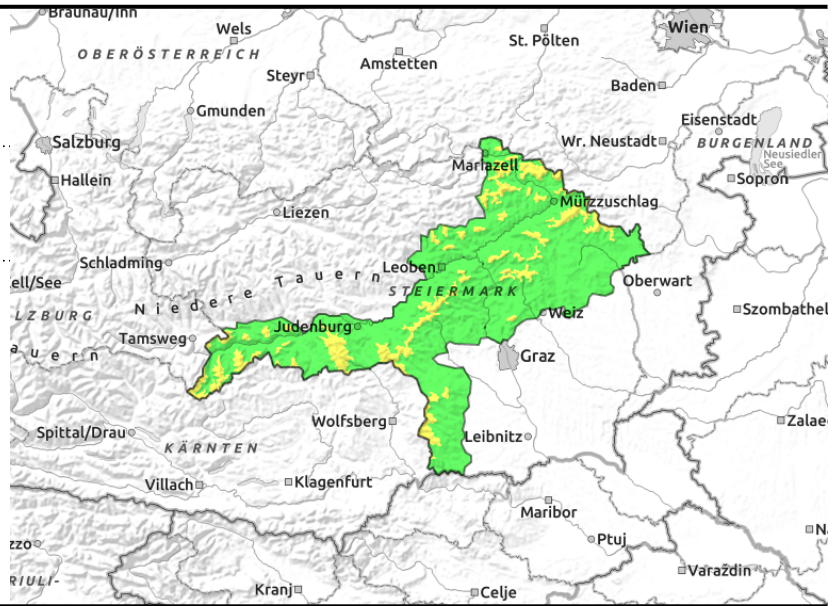 Braunau/Inn
Wels
OBERÖSTERREICH
St. Pölten
Wien
Amstetten
Steyr
Baden
Gmunden
Eisenstadt
Salzburg
Wr. Neustadt
BURGENLAND
Mariazell
Neusiedler
See
Hallein
Sopron
Mürzzuschlag
Liezen
Schladming
Leoben
Niedere Tauern
STEIERMARK
Oberwart
ell/See
LZBURG
Weiz
Szombathel
Judenburg
Tamsweg
auern
Graz
Wolfsberg
Leibnitz
Zalae
Spittal/Drau
KÄRNTEN
Villach
Klagenfurt
Maribor
Ptuj
N
zzo
Varaždin
RIULI-
Kranj
Celje